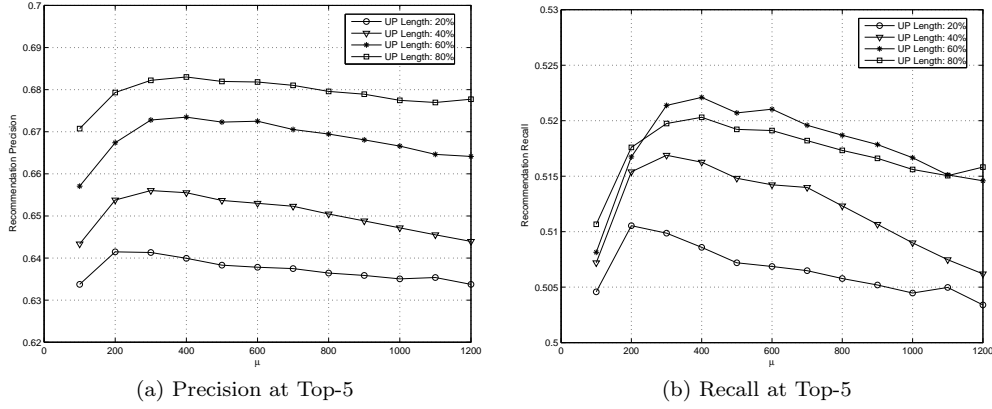 0.7
0.69
0.68
0.67
0.66
0.65
0.64
0.63
0.62
0 200 400 600 800 1000 1200
Recommendation Precision
μ
UP Length: 20%
UP Length: 40%
UP Length: 60%
UP Length: 80%
(a) Precision at Top-5
0.53
0.525
0.52
0.515
0.51
0.505
0.5
0 200 400 600 800 1000 1200
Recommendation Recall
μ
UP Length: 20%
UP Length: 40%
UP Length: 60%
UP Length: 80%
(b) Recall at Top-5